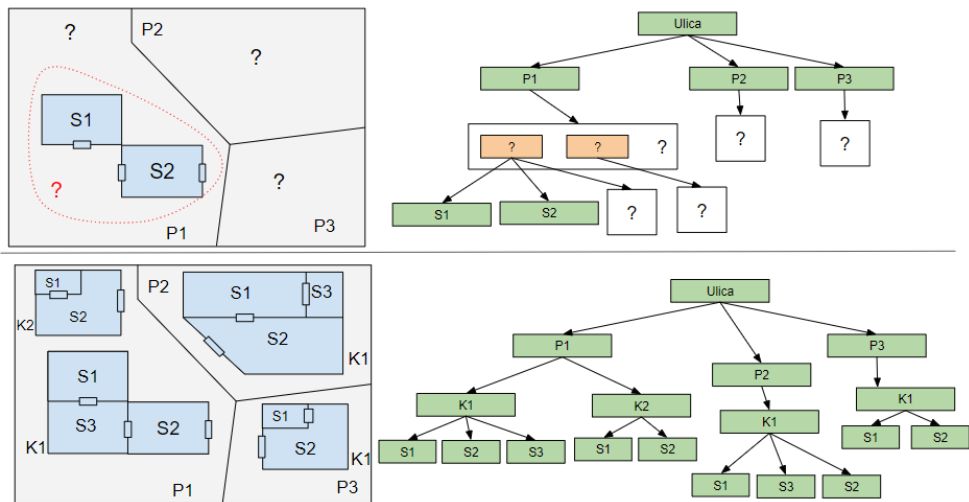 ?
P2
?
S1
S2
?
?
P1
P3
Ulica
P1
P2
P3
?
?
?
?
?
S1
S2
?
?
S1
K2
S2
P2
S1
S3
S2
K1
S1
S3
S2
K1
P1
S1
S2
K1
P3
Ulica
P1
P2
P3
K1
K2
K1
K1
S1
S2
S3
S1
S2
S1
S2
S1
S3
S2